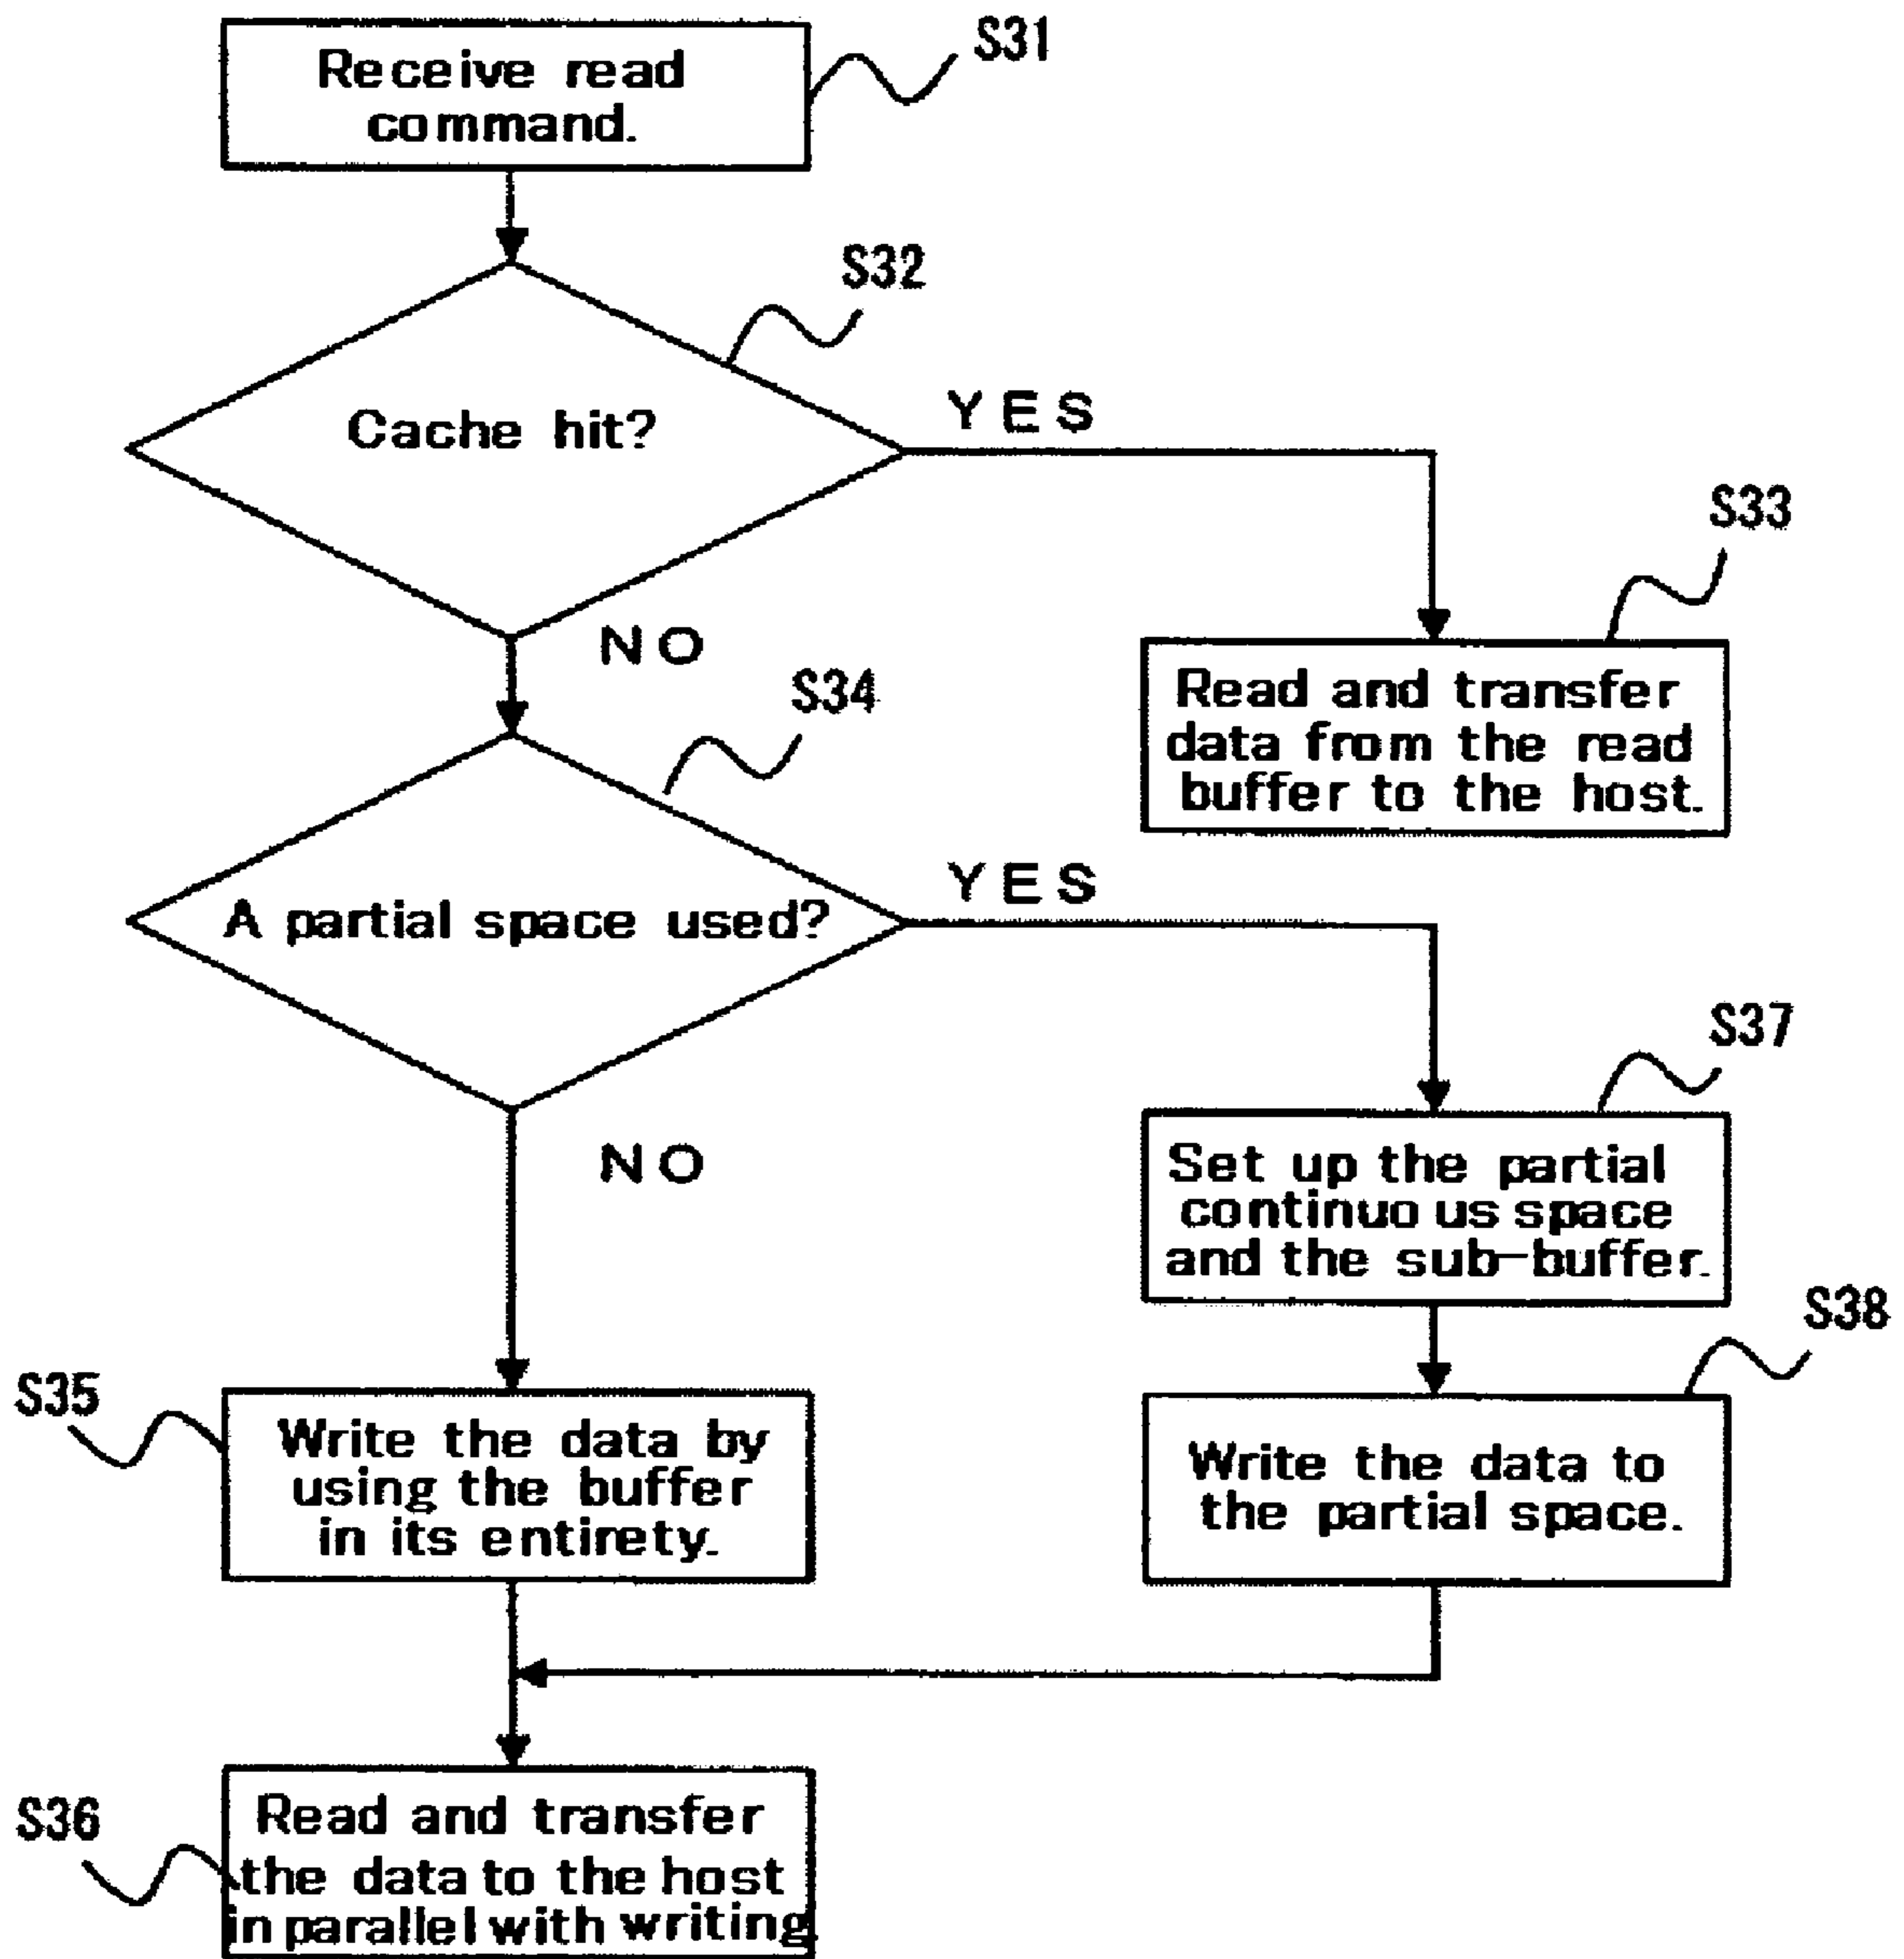 Receive read
command.
S31
S32
Cache hit?
YES
NO
S33
Read and transfer
data from the read
buffer to the host.
S34
A partial space used?
YES
NO
S37
Set up the partial
continuous space
and the sub-buffer.
S38
Write the data to
the partial space.
S35
Write the data by
using the buffer
in its entirety.
S36
Read and transfer
the data to the host
in parallel with writing